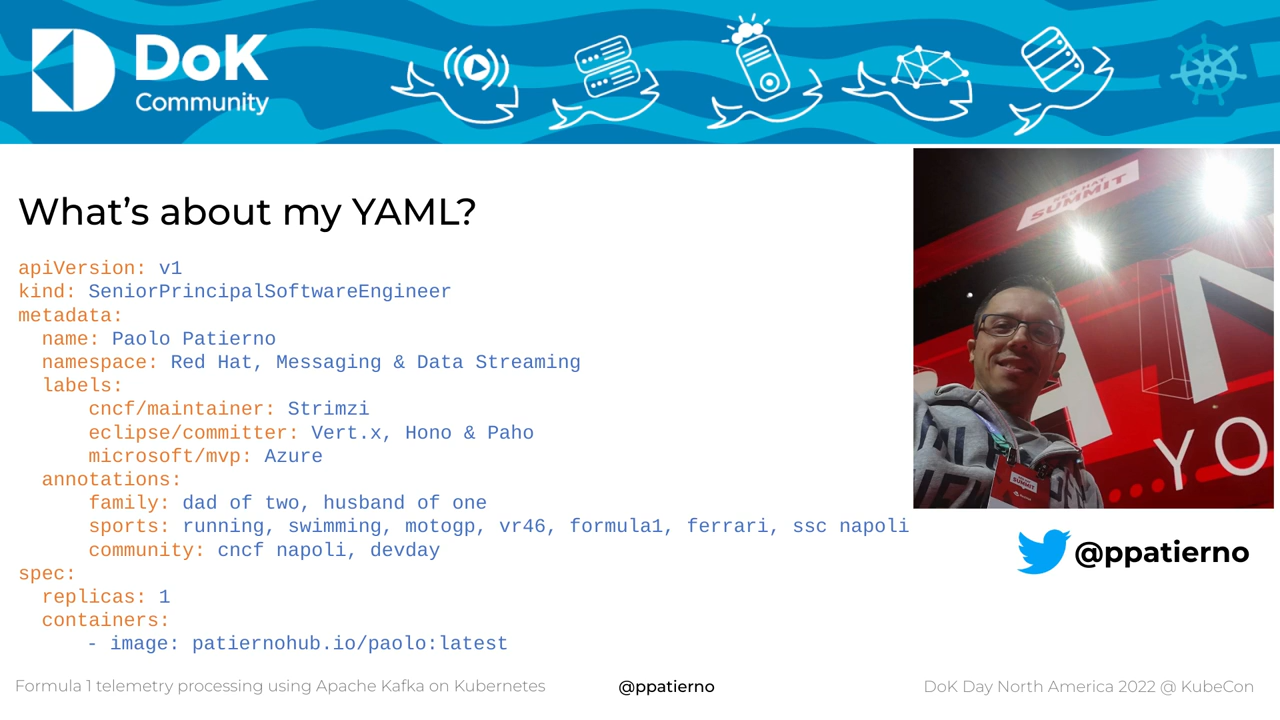 DoK
Community
What's about my YAML?
apiVersion: v1
kind: SeniorPrincipalSoftwareEngineer
metadata:
  name: Paolo Patierno
  namespace: Red Hat, Messaging & Data Streaming
  labels:
      cncf/maintainer: Strimzi
      eclipse/committer: Vert.x, Hono & Paho
      microsoft/mvp: Azure
  annotations:
      family: dad of two, husband of one
      sports: running, swimming, motogp, vr46, formula1, ferrari, ssc napoli
      community: cncf napoli, devday
spec:
  replicas: 1
  containers:
      - image: patiernohub.io/paolo:latest
RED HAT
SUMMIT
YO
@ppatierno
Formula 1 telemetry processing using Apache Kafka on Kubernetes
@ppatierno
DoK Day North America 2022 @ KubeCon